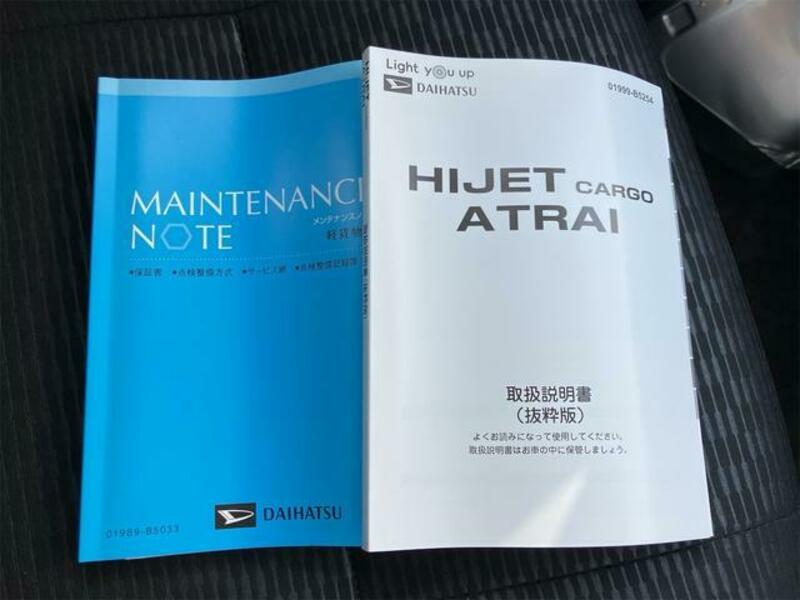 MAINTENANCE
NOTE
メンテナンスノ
軽貨物
•保証書 •点検整備方式 •サービス網 •点検整備記録簿
DAIHATSU
01989-B5033
Light you up
DAIHATSU
01999-B5254
HIJET CARGO
ATRAI
取扱説明書
（抜粋版）
よくお読みになって使用してください。
取扱説明書はお車の中に保管しましょう。